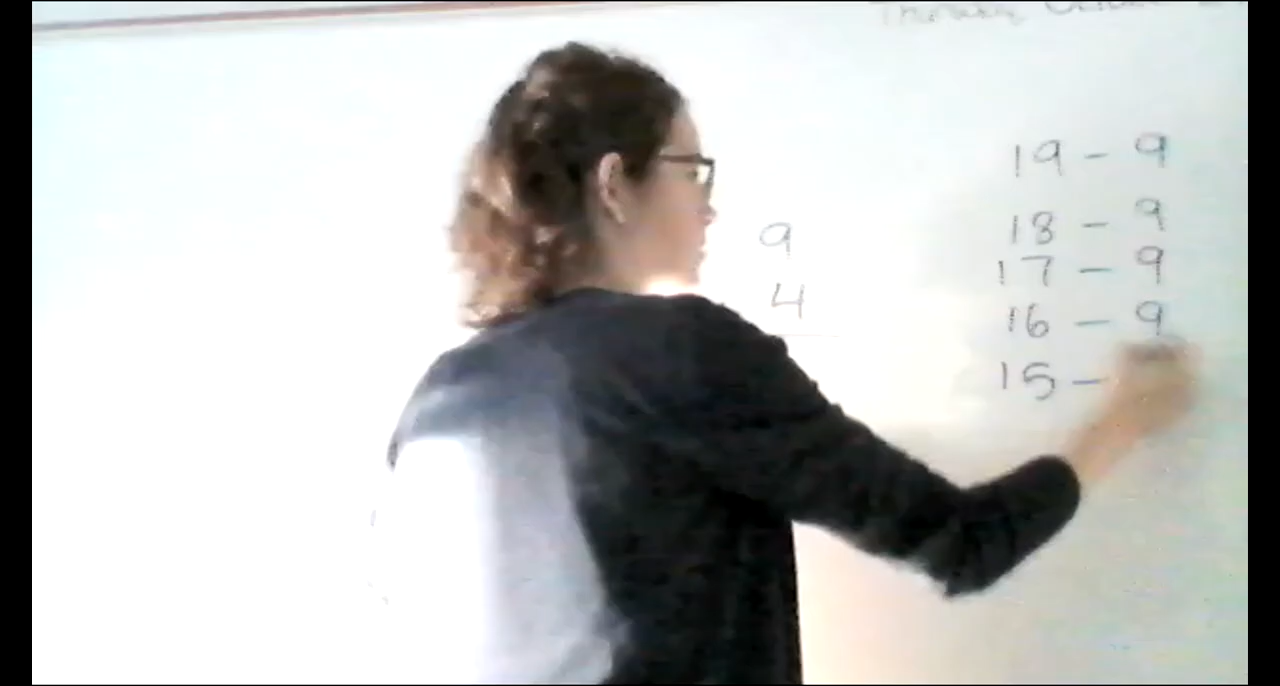 9
4
19 - 9
18 - 9
17 - 9
16 - 9
15 -